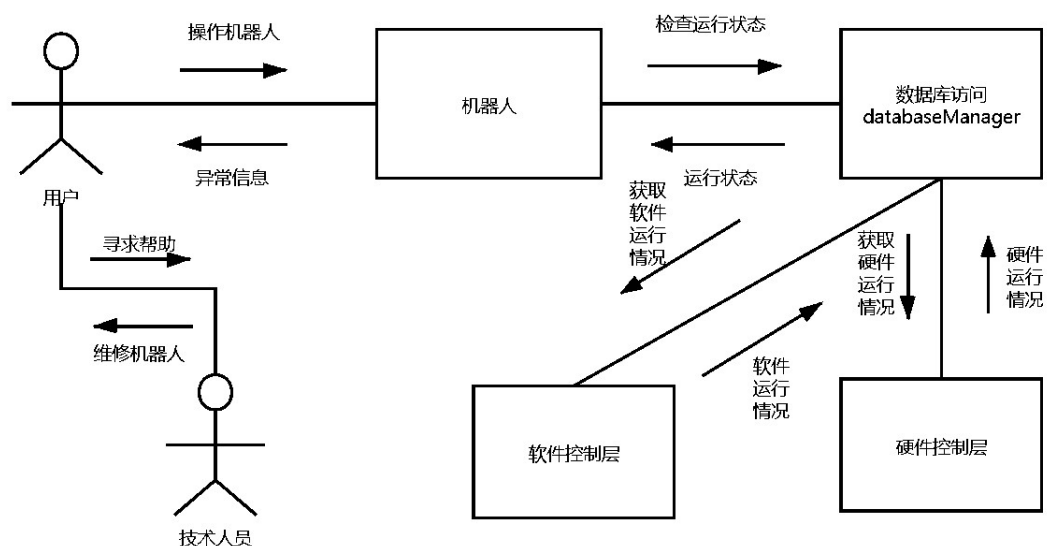 操作机器人
检查运行状态
机器人
数据库访问
databaseManager
异常信息
运行状态
用户
获取
软件
运行
情况
寻求帮助
获取
硬件
运行
情况
硬件
运行
情况
维修机器人
软件
运行
情况
软件控制层
硬件控制层
技术人员